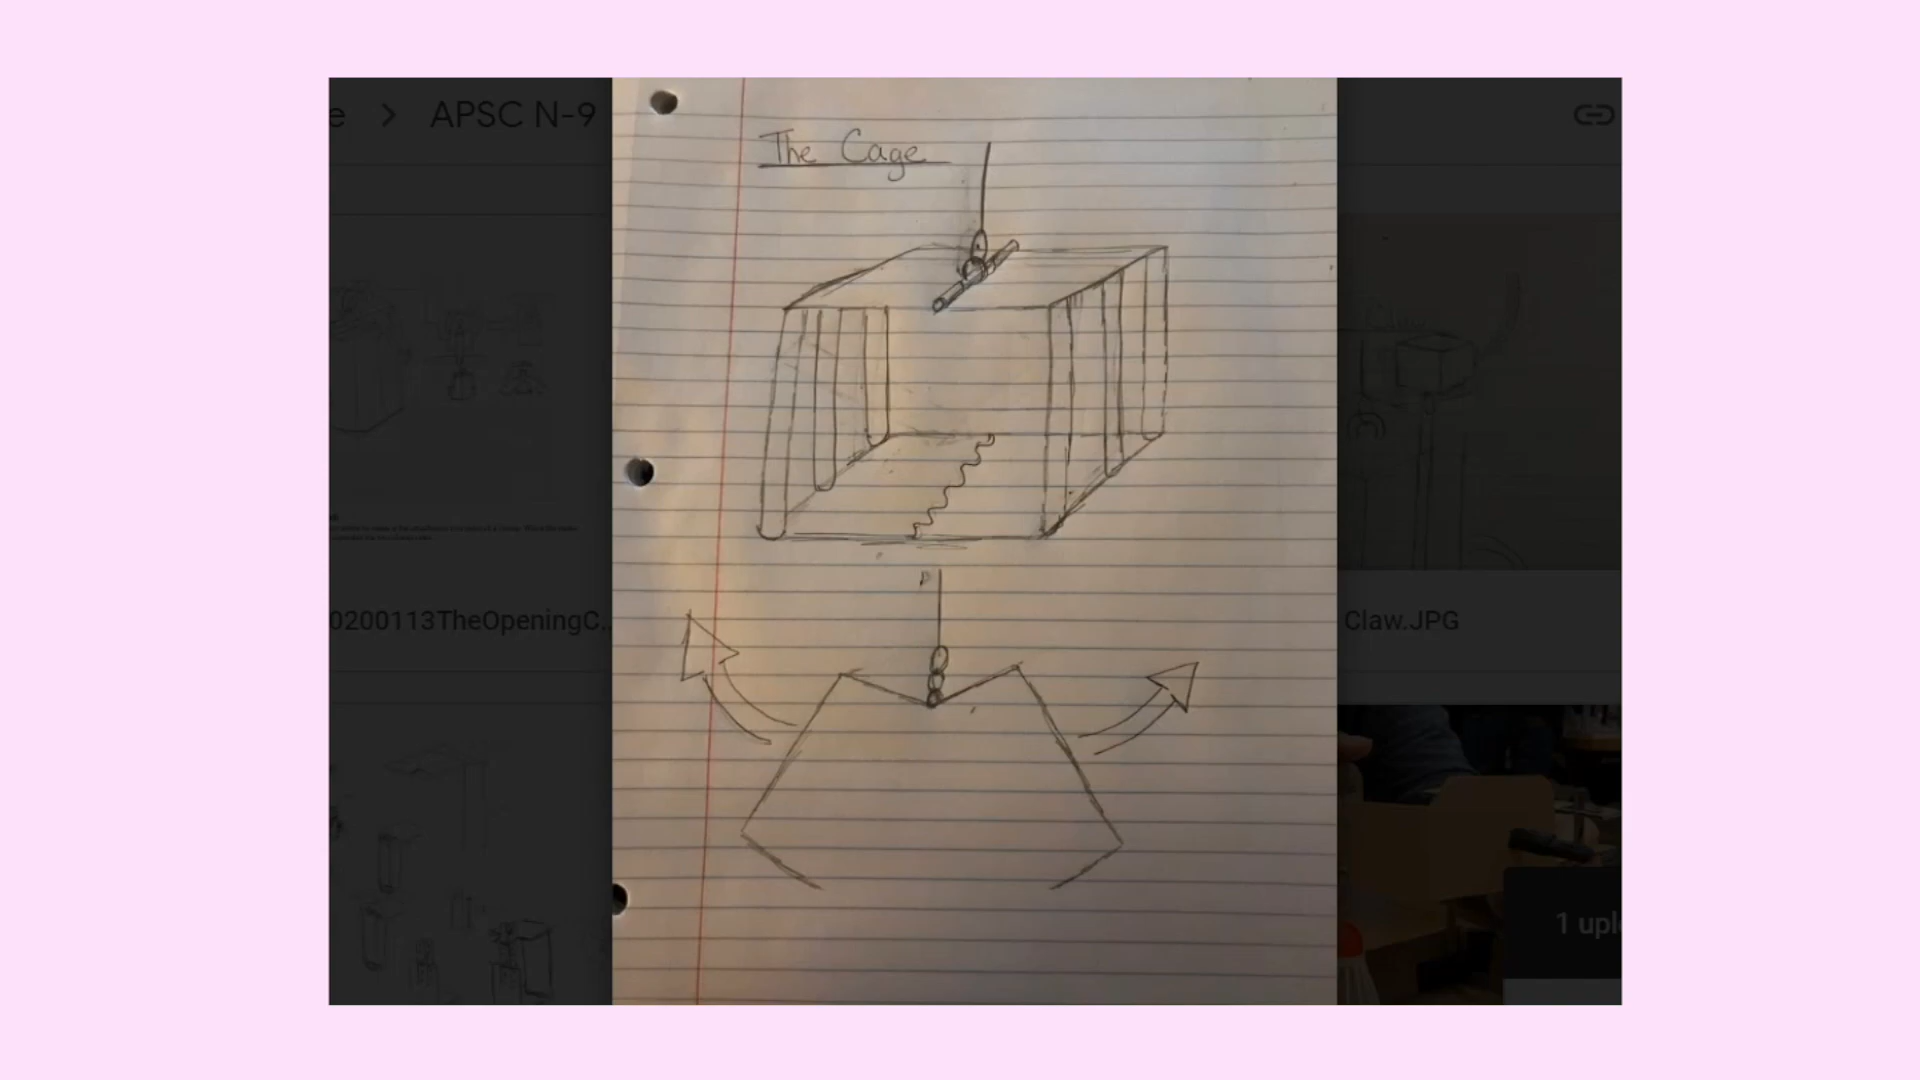 e > APSC N-9
The Cage
0200113TheOpeningC...
Claw.JPG
1 upl